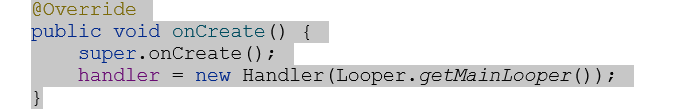 @Override
public void onCreate() {
    super.onCreate();
    handler = new Handler(Looper.getMainLooper());
}